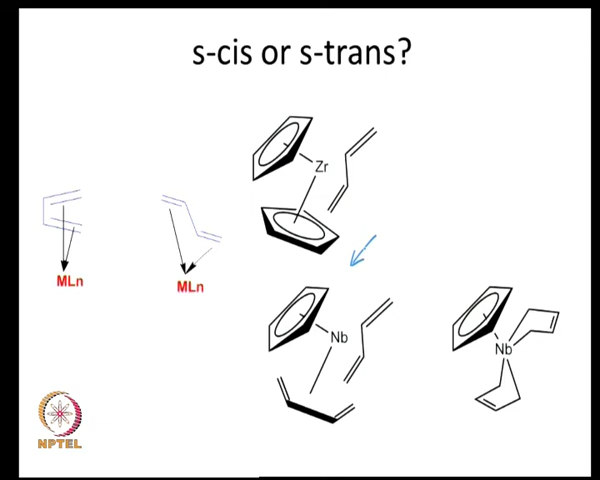 s-cis or s-trans?
Zr
MLn
MLn
Nb
Nb
NPTEL